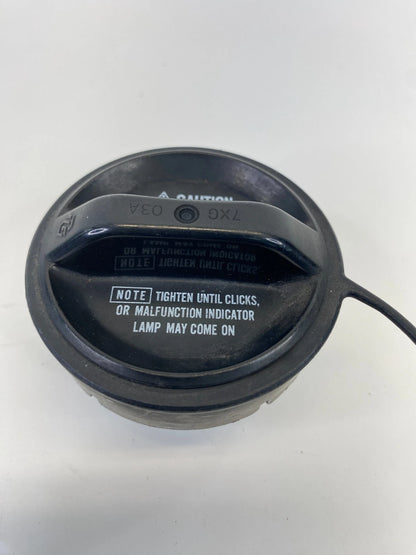 CAUTION
7XG 03A
NOTE TIGHTEN UNTIL CLICKS,
OR MALFUNCTION INDICATOR
LAMP MAY COME ON